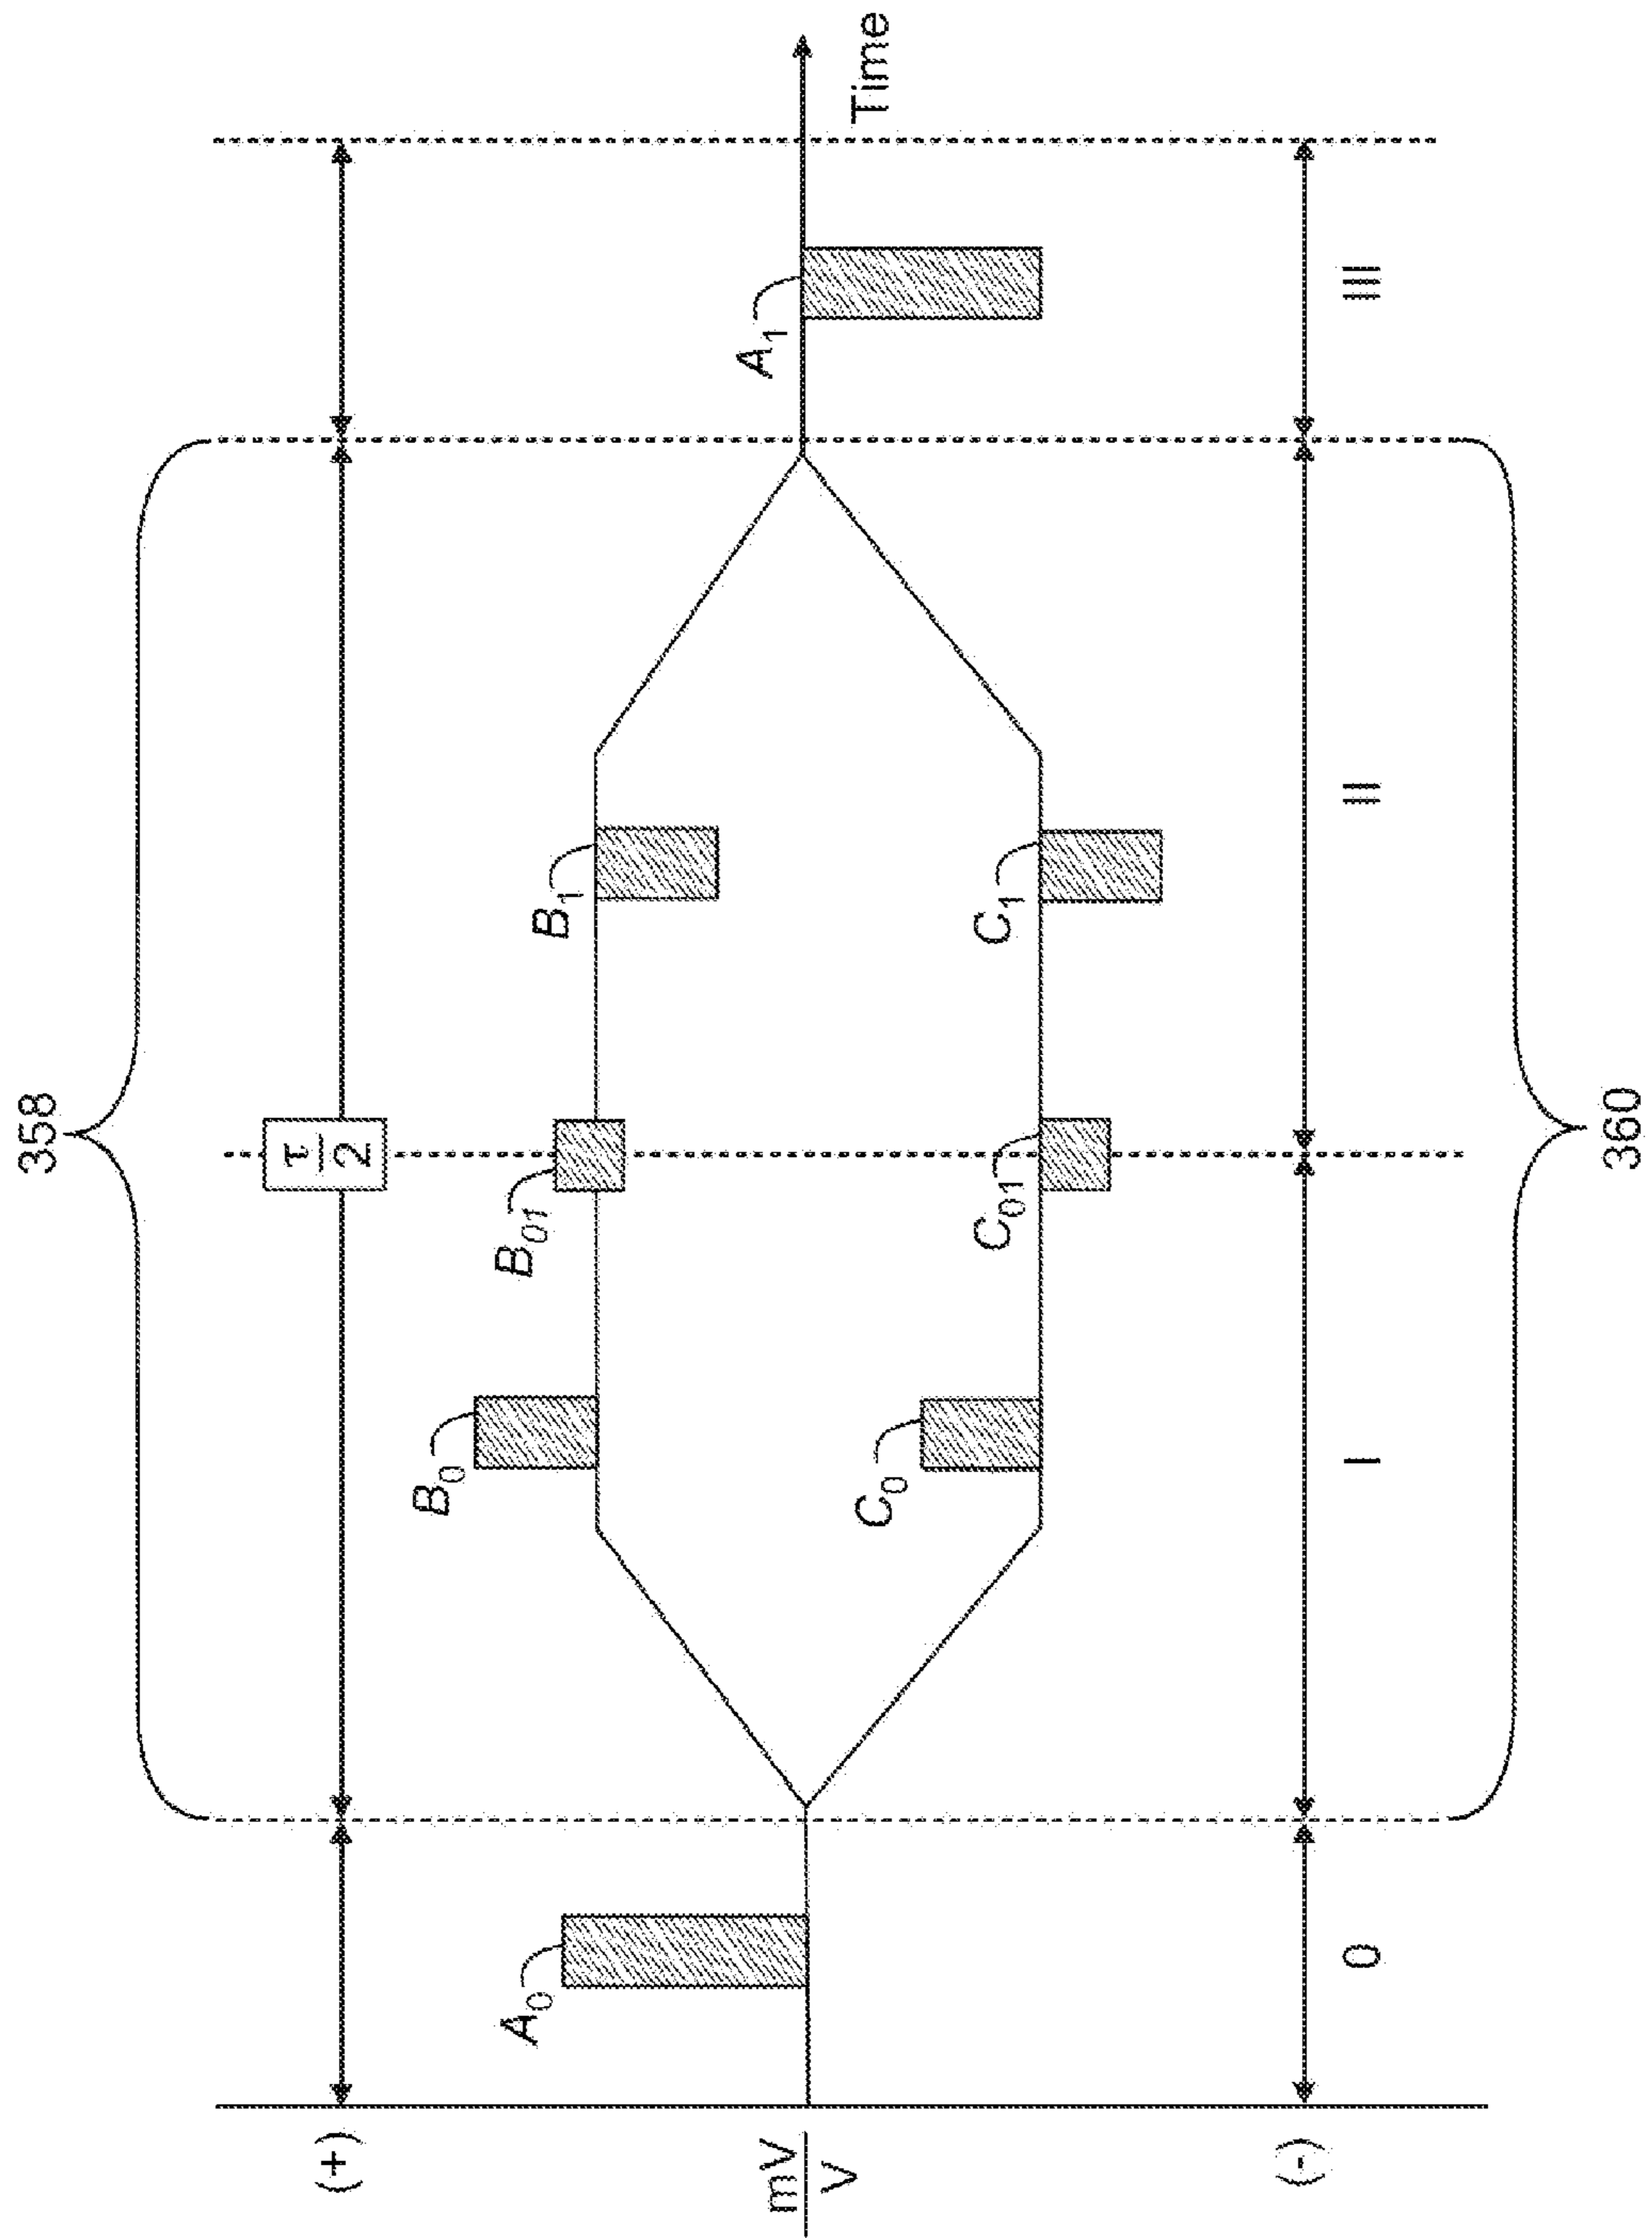 358
(+)
τ
2
B0
B01
B1
A0
A1
mV
V
Time
C0
C01
C1
(-)
0
I
II
III
360